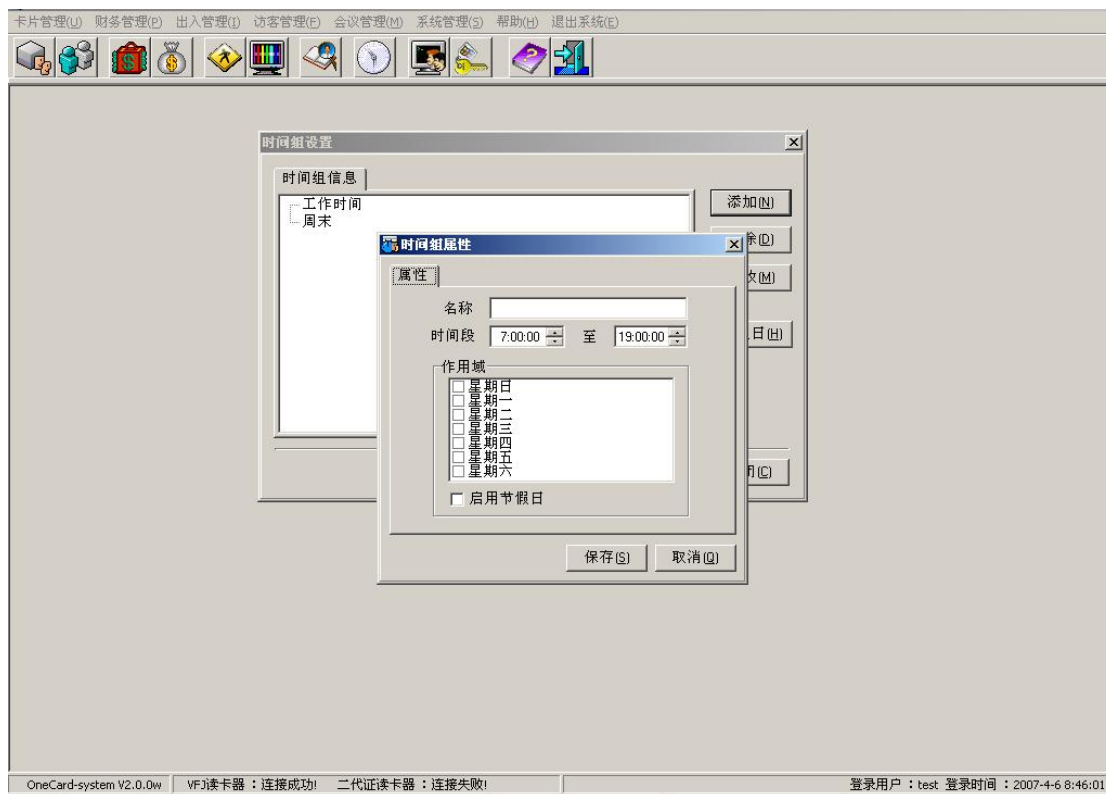 卡片管理(U) 财务管理(P) 出入管理(I) 访客管理(F) 会议管理(M) 系统管理(S) 帮助(H) 退出系统(E)
时间组设置
时间组信息
工作时间
周末
添加(N)
(D)
(M)
日(H)
(C)
时间组属性
属性
名称
时间段 7:00:00 至 19:00:00
作用域
星期日
星期一
星期二
星期三
星期四
星期五
星期六
启用节假日
保存(S) 取消(Q)
OneCard-system V2.0.0w VFJ读卡器：连接成功! 二代证读卡器：连接失败! 登录用户：test 登录时间：2007-4-6 8:46:01